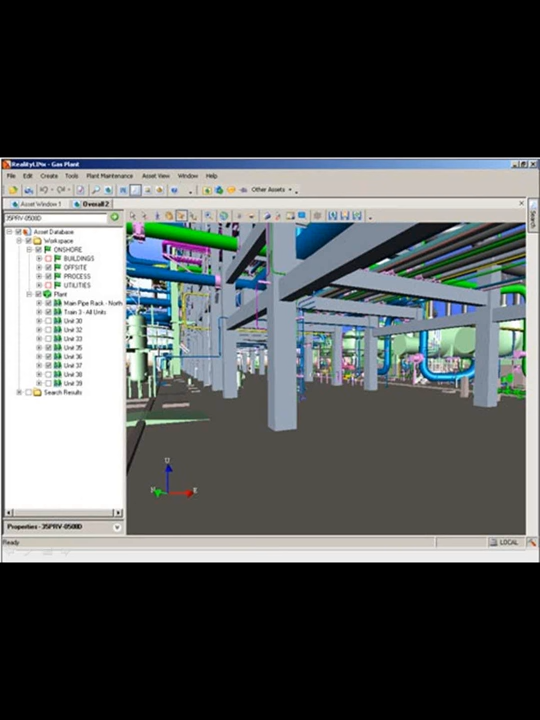 RealityLINx - Gas Plant
File Edit Create Tools Plant Maintenance Asset View Window Help
Other Assets
Asset Window 1 Overall 2
35PRV-0508D
Search
Asset Database
Workspace
ONSHORE
BUILDINGS
OFFSITE
PROCESS
UTILITIES
Plant
Main Pipe Rack - North
Train 3 - All Units
Unit 30
Unit 32
Unit 33
Unit 35
Unit 36
Unit 37
Unit 38
Unit 39
Search Results
U
N
E
Properties - 35PRV-0508D
Ready
LOCAL